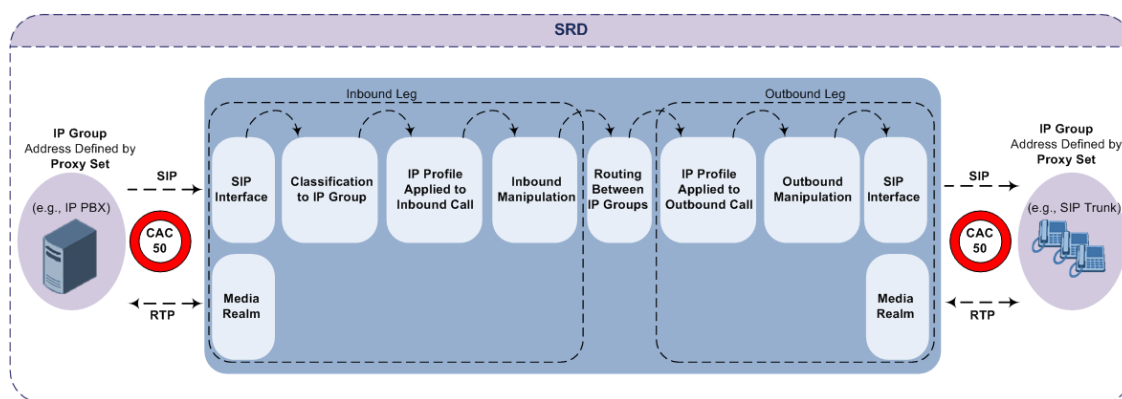 SRD
Inbound Leg
Outbound Leg
IP Group
Address Defined by
Proxy Set
(e.g., IP PBX)
SIP
CAC
50
RTP
SIP
Interface
Classification
to IP Group
IP Profile
Applied to
Inbound Call
Inbound
Manipulation
Routing
Between
IP Groups
IP Profile
Applied to
Outbound Call
Outbound
Manipulation
SIP
Interface
Media
Realm
Media
Realm
SIP
CAC
50
RTP
IP Group
Address Defined by
Proxy Set
(e.g., SIP Trunk)